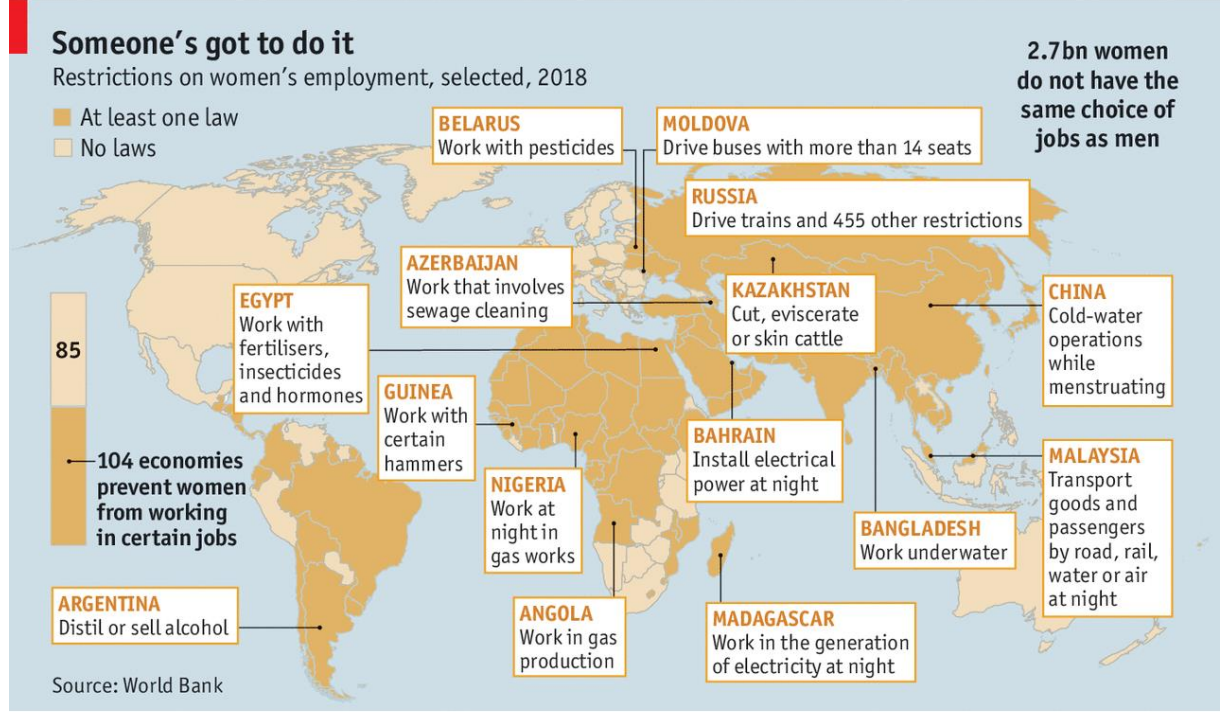 Someone's got to do it
Restrictions on women's employment, selected, 2018
At least one law
No laws
2.7bn women
do not have the
same choice of
jobs as men
BELARUS
Work with pesticides
MOLDOVA
Drive buses with more than 14 seats
RUSSIA
Drive trains and 455 other restrictions
AZERBAIJAN
Work that involves
sewage cleaning
KAZAKHSTAN
Cut, eviscerate
or skin cattle
CHINA
Cold-water
operations
while
menstruating
EGYPT
Work with
fertilisers,
insecticides
and hormones
85
GUINEA
Work with
certain
hammers
BAHRAIN
Install electrical
power at night
MALAYSIA
Transport
goods and
passengers
by road, rail,
water or air
at night
104 economies
prevent women
from working
in certain jobs
NIGERIA
Work at
night in
gas works
BANGLADESH
Work underwater
ARGENTINA
Distil or sell alcohol
ANGOLA
Work in gas
production
MADAGASCAR
Work in the generation
of electricity at night
Source: World Bank